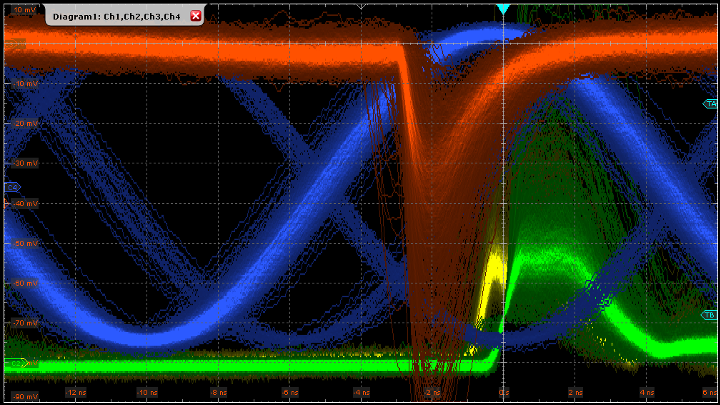 10 mV
Diagram1: Ch1,Ch2,Ch3,Ch4
-10 mV
TA
-20 mV
-30 mV
-40 mV
-50 mV
-60 mV
TB
-70 mV
-90 mV
-12 ns
-10 ns
-8 ns
-6 ns
-4 ns
-2 ns
0 s
2 ns
4 ns
6 ns